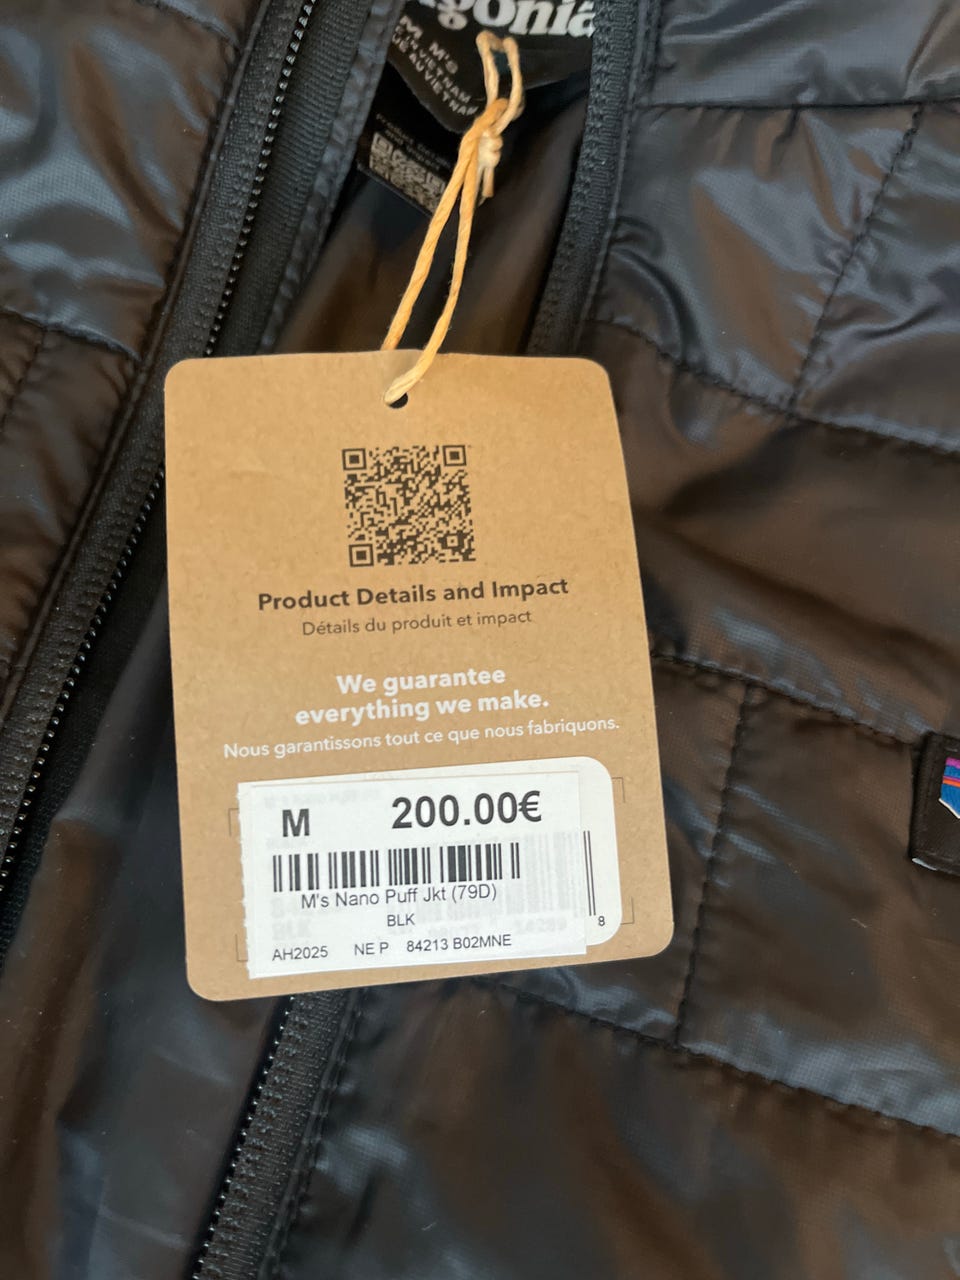 M M'S
Product Details and Impact
Détails du produit et impact
We guarantee
everything we make.
Nous garantissons tout ce que nous fabriquons.
M 200.00€
M's Nano Puff Jkt (79D)
BLK
8
AH2025 NE P 84213 B02MNE